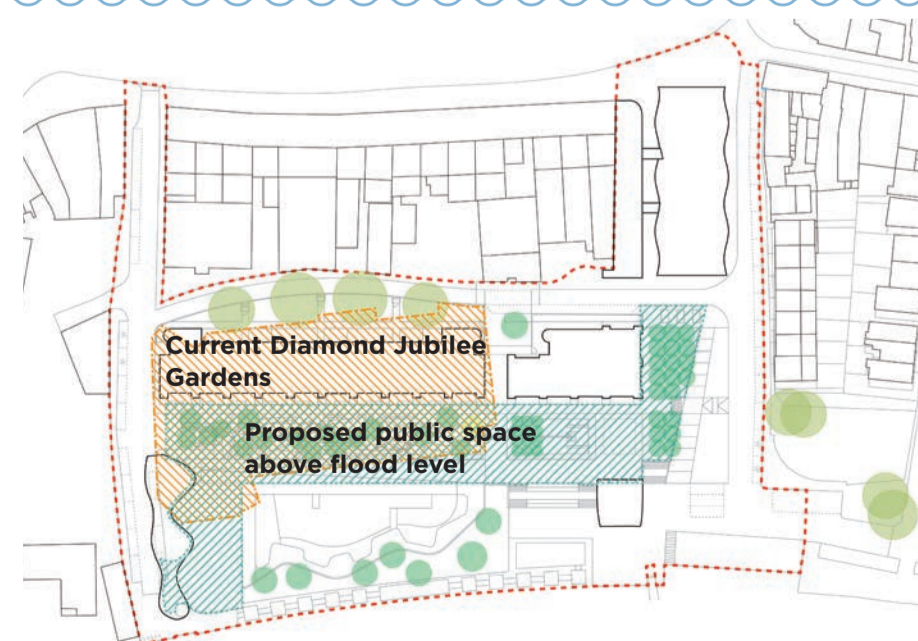 Current Diamond Jubilee
Gardens
Proposed public space
above flood level